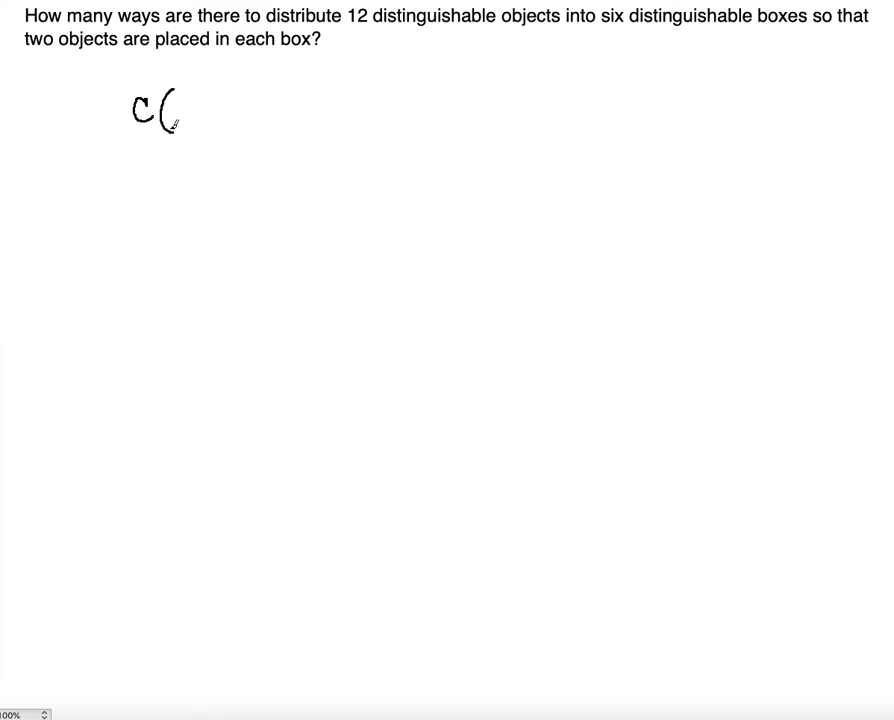 How many ways are there to distribute 12 distinguishable objects into six distinguishable boxes so that
two objects are placed in each box?
C(
100%